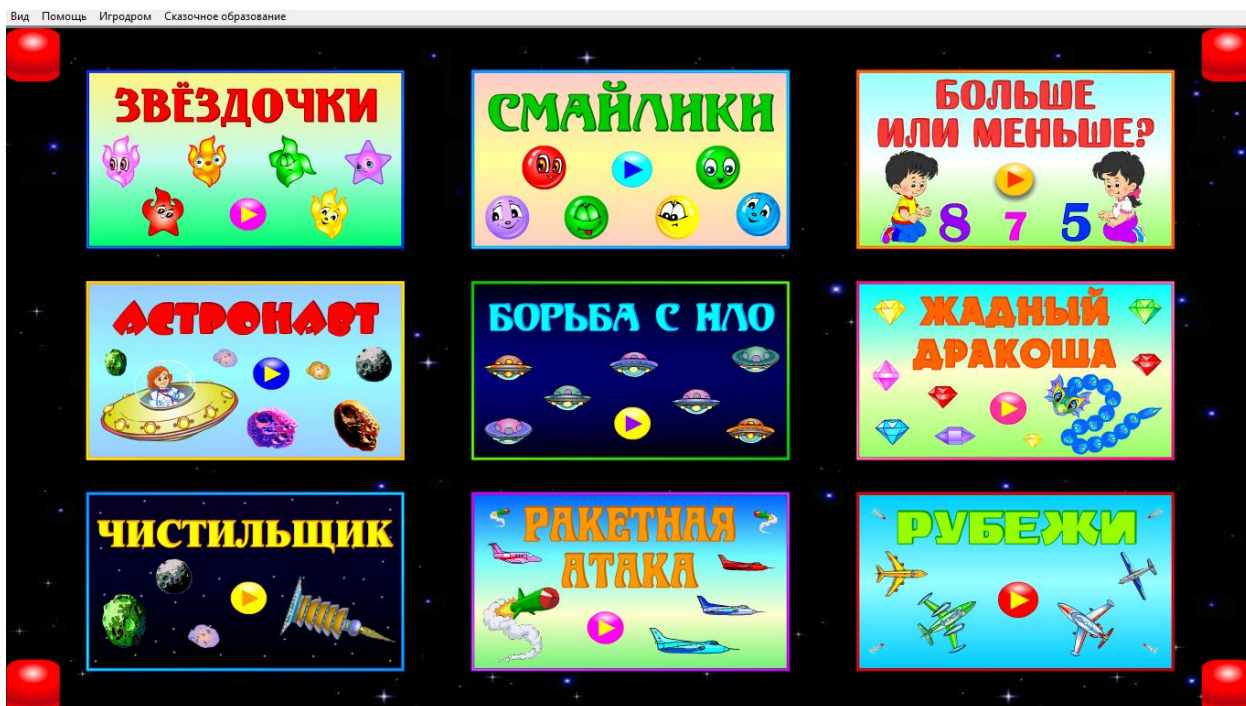 Вид Помощь Игродром Сказочное образование
ЗВЁЗДОЧКИ
СМАЙЛИКИ
БОЛЬШЕ
ИЛИ МЕНЬШЕ?
8 7 5
АСТРОНАВТ
БОРЬБА С НЛО
ЖАДНЫЙ
ДРАКОША
ЧИСТИЛЬЩИК
РАКЕТНАЯ
АТАКА
РУБЕЖИ